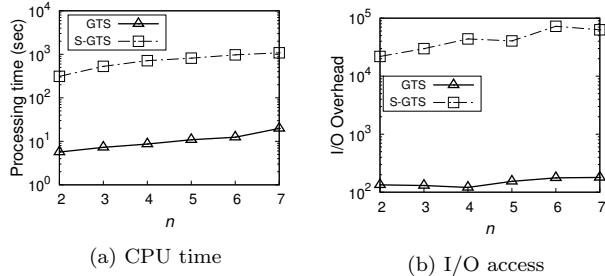 Processing time (sec)
10^4
10^3
10^2
10^1
10^0
GTS
S-GTS
2 3 4 5 6 7
n
(a) CPU time
I/O Overhead
10^5
10^4
10^3
10^2
GTS
S-GTS
2 3 4 5 6 7
n
(b) I/O access